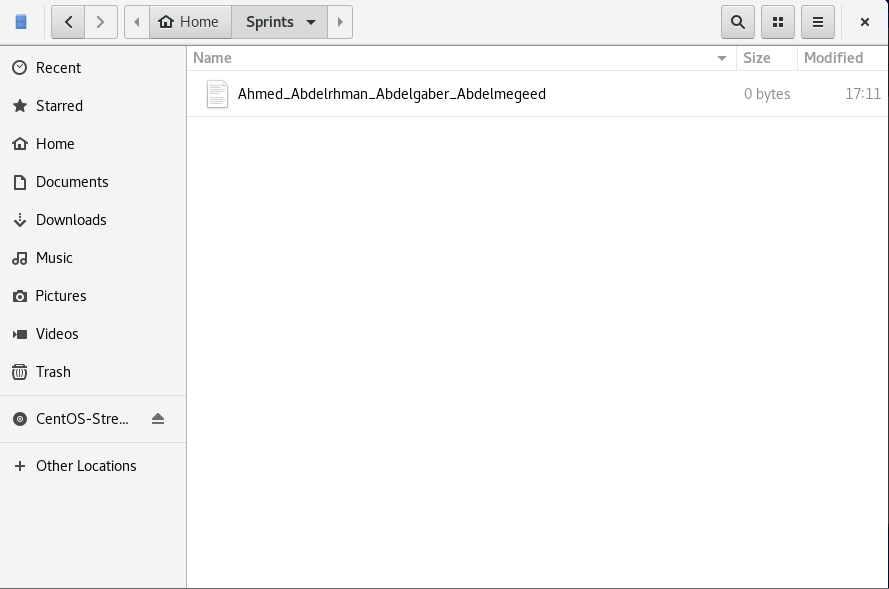 Home
Sprints
Name Size Modified
Ahmed_Abdelrhman_Abdelgaber_Abdelmegeed 0 bytes 17:11
Recent
Starred
Home
Documents
Downloads
Music
Pictures
Videos
Trash
CentOS-Stre...
Other Locations